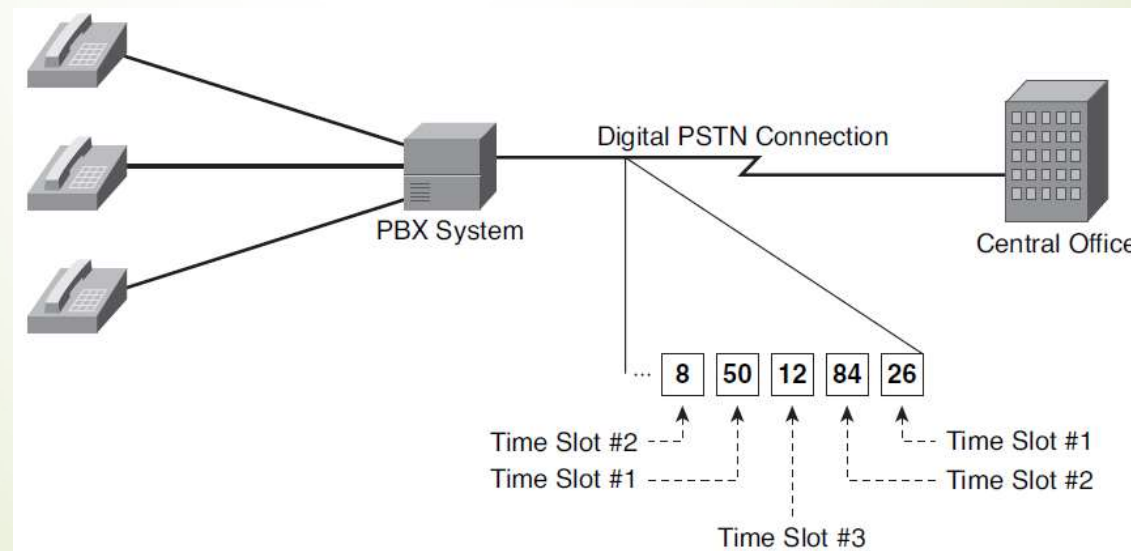 Digital PSTN Connection
PBX System
Central Office
... 8 50 12 84 26
Time Slot #2
Time Slot #1
Time Slot #1
Time Slot #2
Time Slot #3